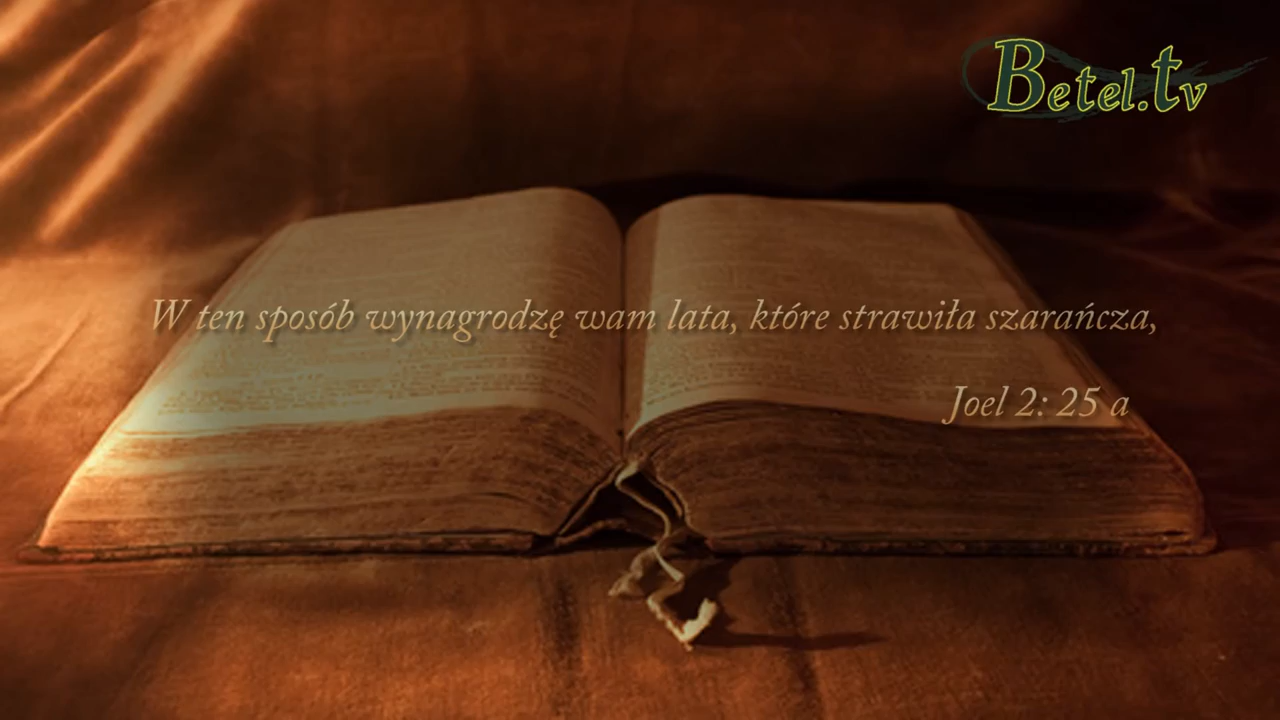 Betel.tv
W ten sposób wynagrodzę wam lata, które strawiła szarańcza,
Joel 2: 25 a